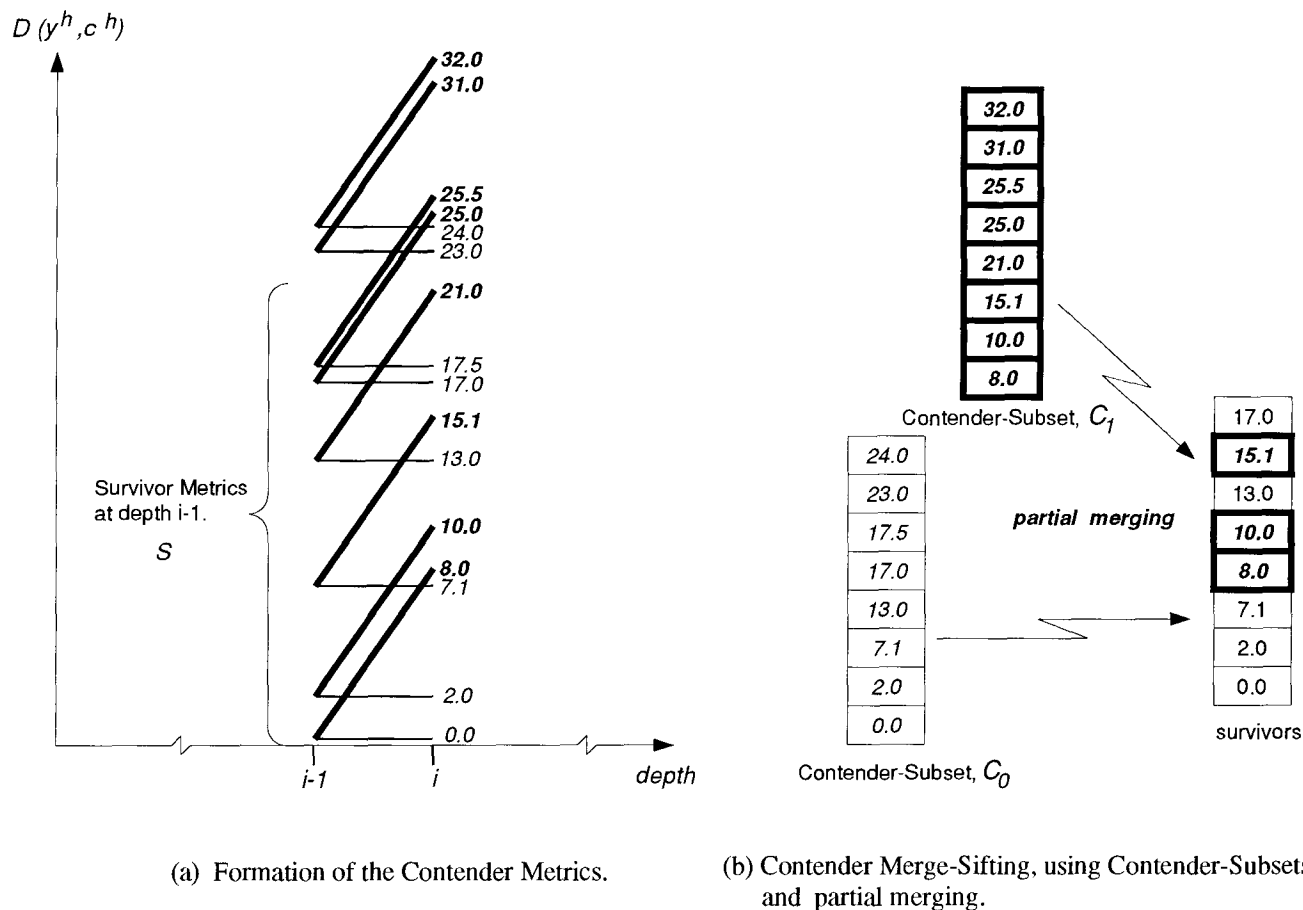 D (y^h ,c^h)
32.0
31.0
25.5
25.0
24.0
23.0
21.0
17.5
17.0
15.1
13.0
10.0
8.0
7.1
2.0
0.0
Survivor Metrics
at depth i-1.
S
i-1
i
depth
(a) Formation of the Contender Metrics.
32.0
31.0
25.5
25.0
21.0
15.1
10.0
8.0
Contender-Subset, C_1
24.0
23.0
17.5
17.0
13.0
7.1
2.0
0.0
Contender-Subset, C_0
partial merging
17.0
15.1
13.0
10.0
8.0
7.1
2.0
0.0
survivors
(b) Contender Merge-Sifting, using Contender-Subsets
and partial merging.